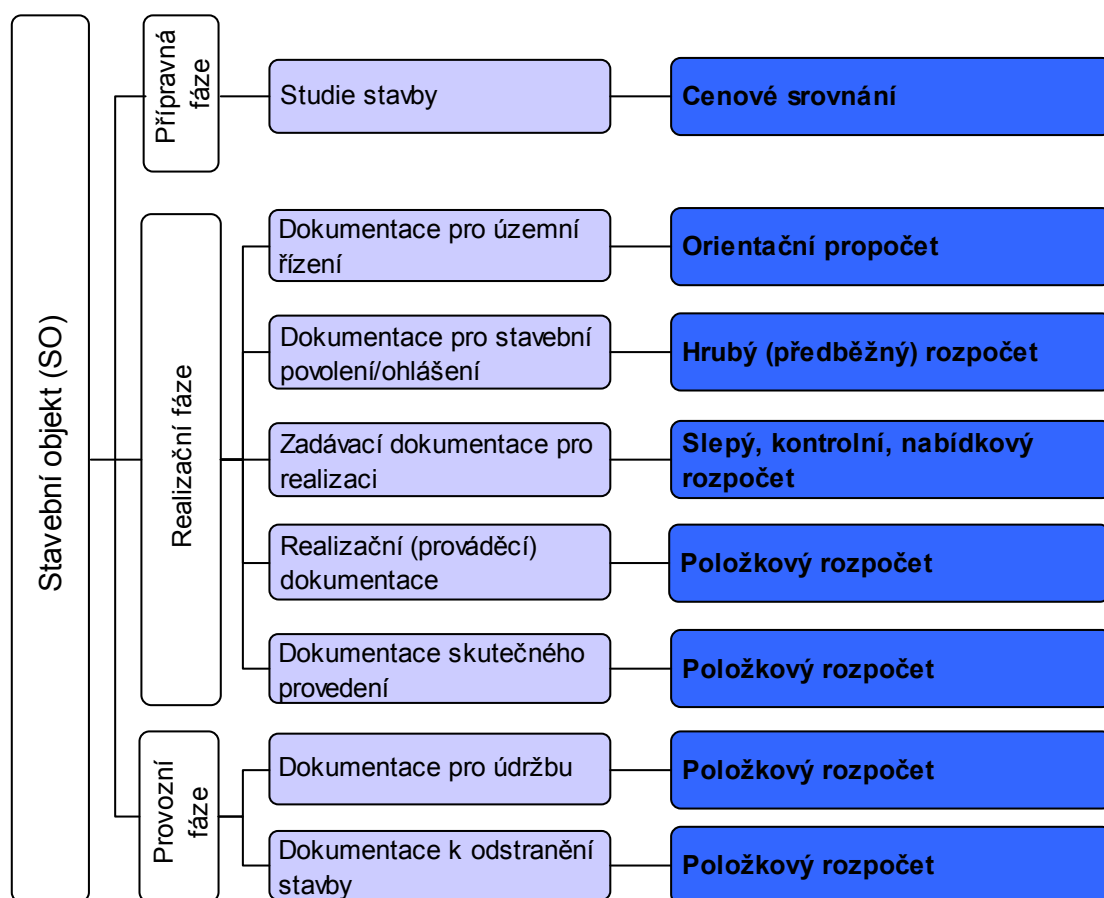 Stavební objekt (SO)
Přípravná
fáze
Studie stavby
Cenové srovnání
Realizační fáze
Dokumentace pro územní
řízení
Orientační propočet
Dokumentace pro stavební
povolení/ohlášení
Hrubý (předběžný) rozpočet
Zadávací dokumentace pro
realizaci
Slepý, kontrolní, nabídkový
rozpočet
Realizační (prováděcí)
dokumentace
Položkový rozpočet
Dokumentace skutečného
provedení
Položkový rozpočet
Provozní
fáze
Dokumentace pro údržbu
Položkový rozpočet
Dokumentace k odstranění
stavby
Položkový rozpočet